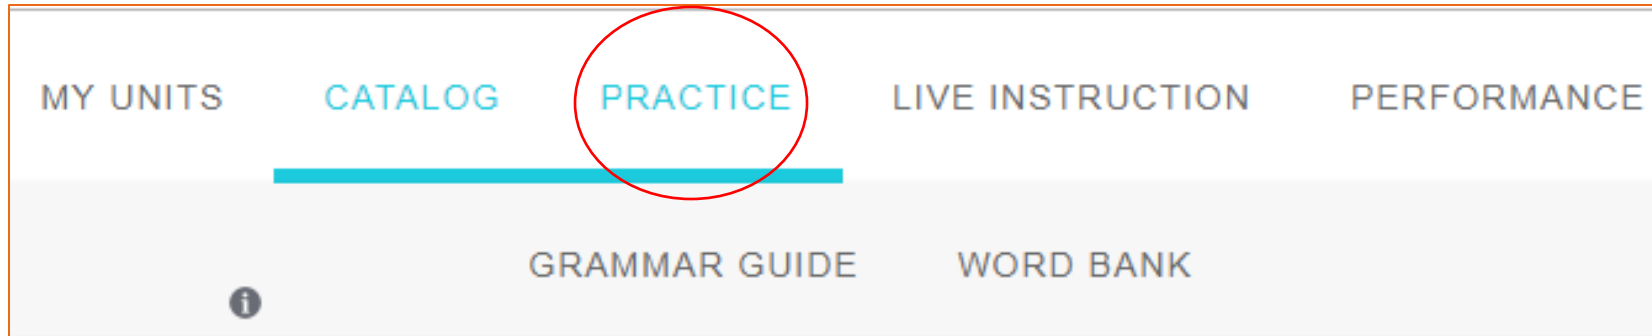 MY UNITS CATALOG PRACTICE LIVE INSTRUCTION PERFORMANCE
GRAMMAR GUIDE WORD BANK